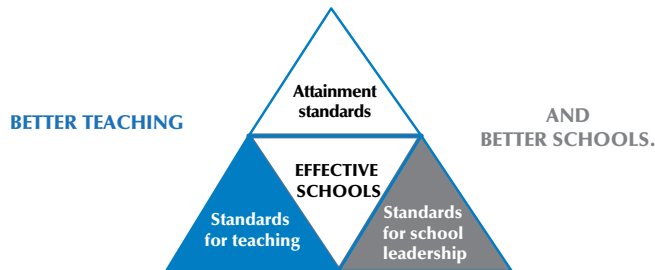 Attainment
standards
BETTER TEACHING
AND
BETTER SCHOOLS.
EFFECTIVE
SCHOOLS
Standards
for teaching
Standards
for school
leadership